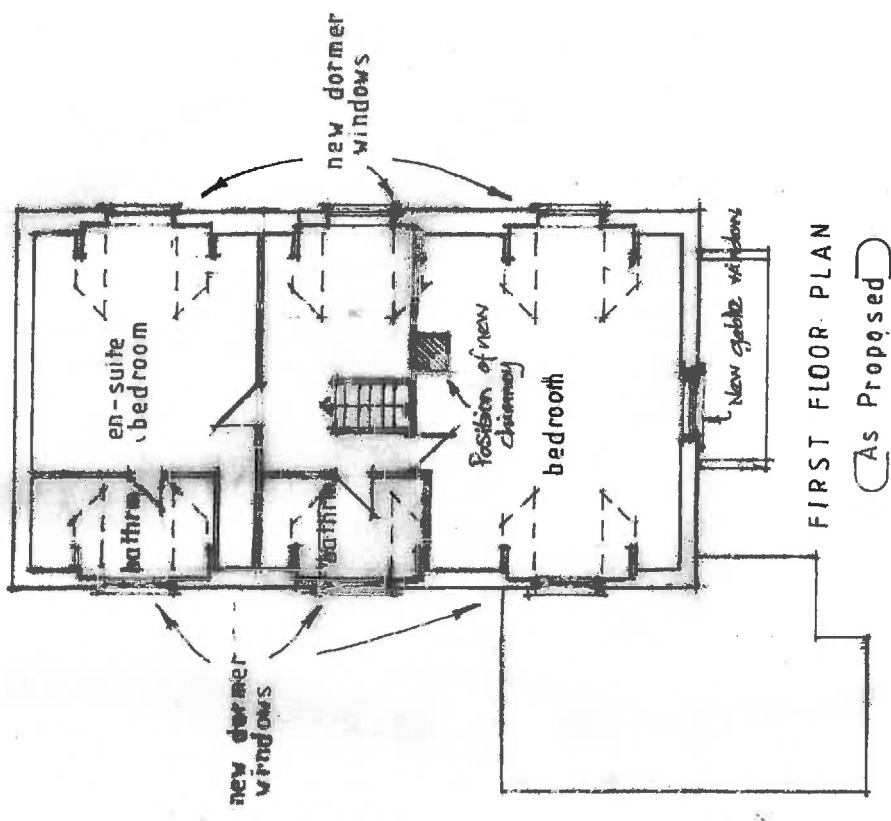 new dormer
windows
en-suite
bedroom
bathrm
bathrm
Position of new
chimney
bedroom
new dormer
windows
New gable window
FIRST FLOOR PLAN
As Proposed